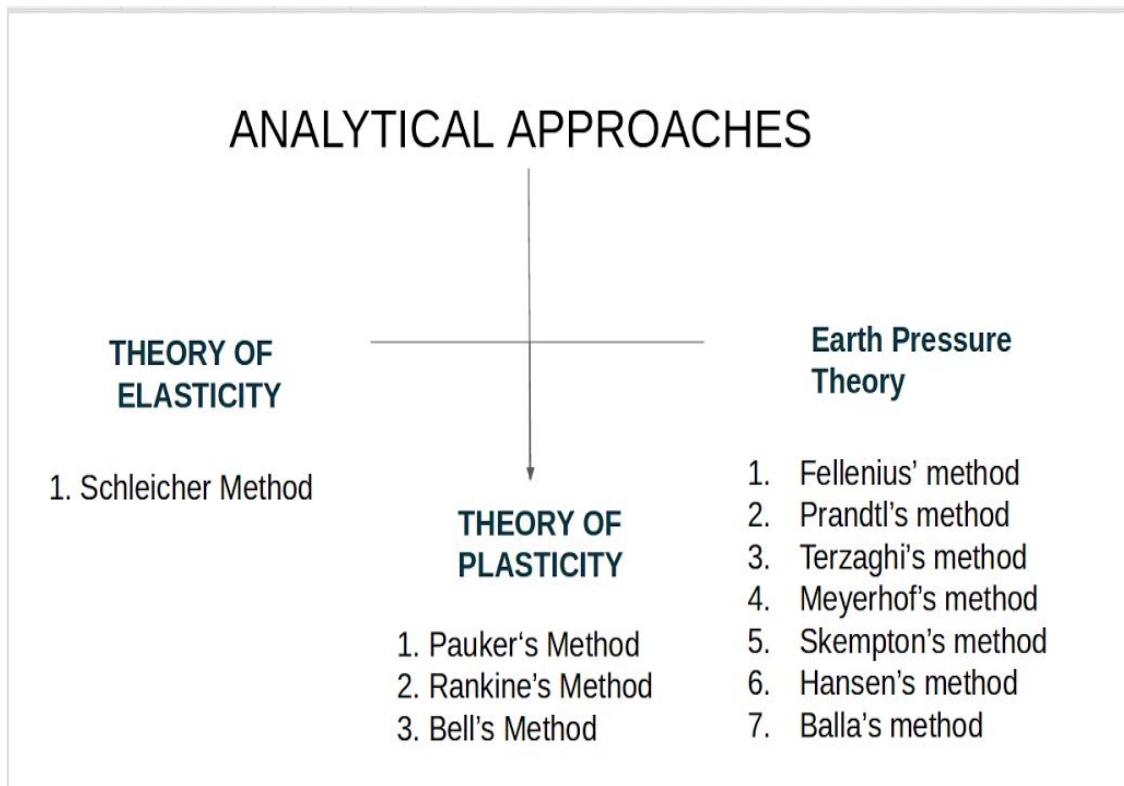 ANALYTICAL APPROACHES
THEORY OF
ELASTICITY
1. Schleicher Method
THEORY OF
PLASTICITY
1. Pauker‘s Method
2. Rankine’s Method
3. Bell’s Method
Earth Pressure
Theory
1. Fellenius’ method
2. Prandtl’s method
3. Terzaghi’s method
4. Meyerhof’s method
5. Skempton’s method
6. Hansen’s method
7. Balla’s method